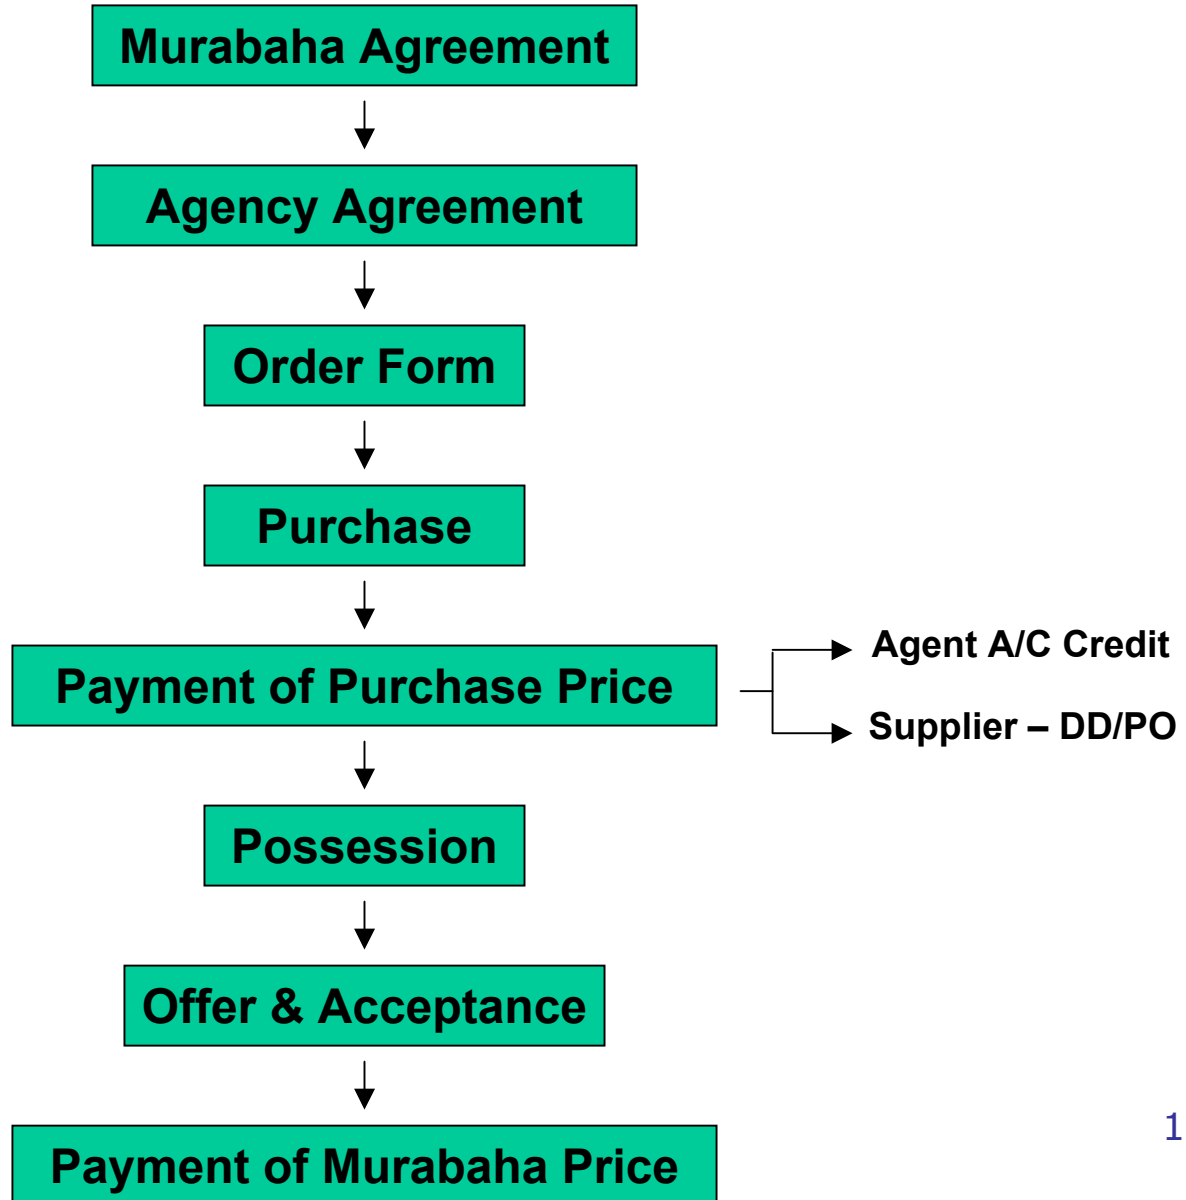 Murabaha Agreement
Agency Agreement
Order Form
Purchase
Payment of Purchase Price
Agent A/C Credit
Supplier – DD/PO
Possession
Offer & Acceptance
Payment of Murabaha Price
1